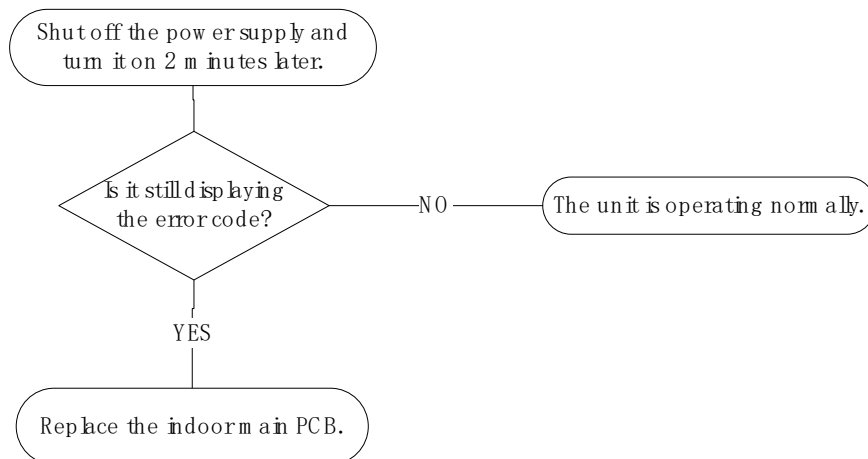 Shut off the power supply and
turn it on 2 minutes later.
Is it still displaying
the error code?
NO
The unit is operating normally.
YES
Replace the indoor main PCB.